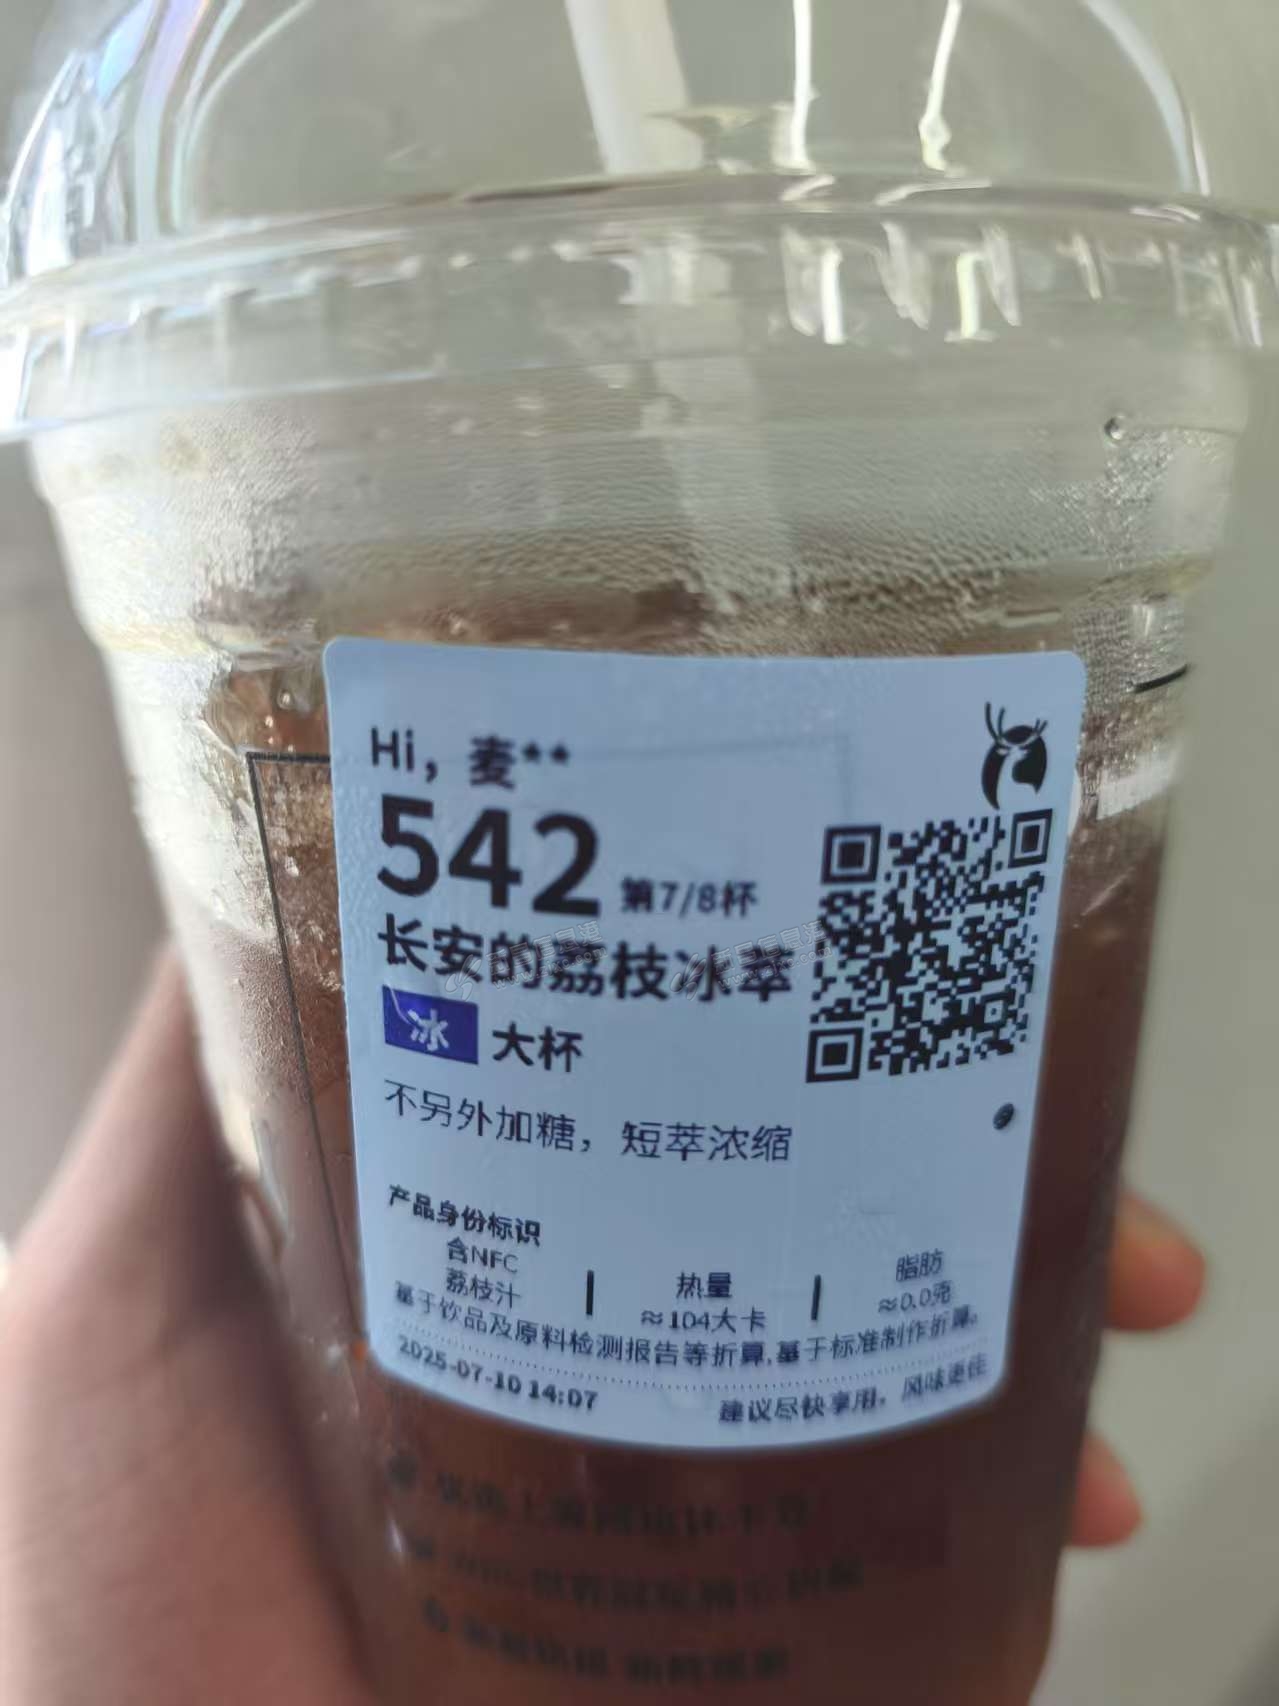 Hi，麦**
542 第7/8杯
长安的荔枝冰萃
冰 大杯
不另外加糖，短萃浓缩
产品身份标识
含NFC
荔枝汁
热量
≈104大卡
脂肪
≈0.0克
基于饮品及原料检测报告等折算,基于标准制作折算。
2025-07-10 14:07
建议尽快享用，风味更佳